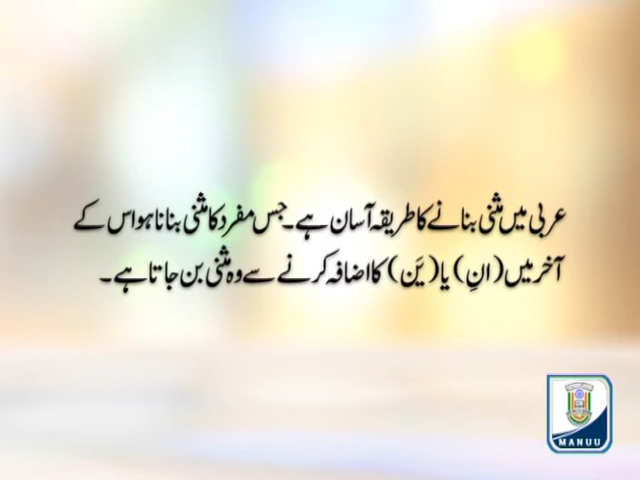 عربی میں مثنی بنانے کا طریقہ آسان ہے۔ جس مفرد کا مثنی بنانا ہو اس کے
آخر میں (انِ) یا (یَن) کا اضافہ کرنے سے وہ مثنی بن جاتا ہے۔
MANUU